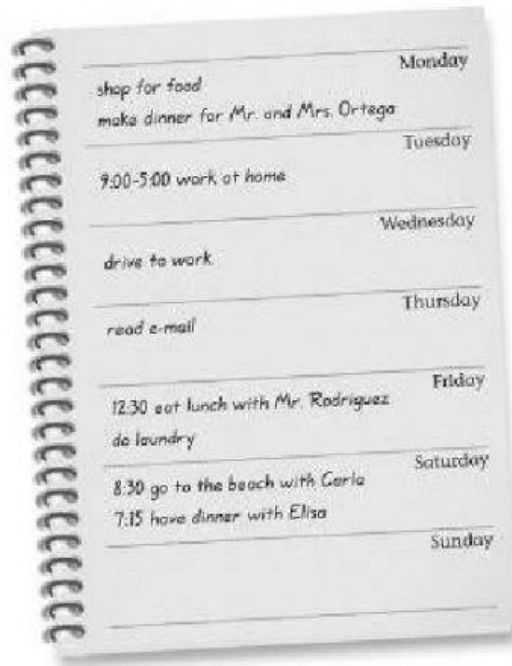 Monday
shop for food
make dinner for Mr. and Mrs. Ortega
Tuesday
9:00-5:00 work at home
Wednesday
drive to work
Thursday
read e-mail
Friday
12:30 eat lunch with Mr. Rodriguez
do laundry
Saturday
8:30 go to the beach with Carla
7:15 have dinner with Elisa
Sunday